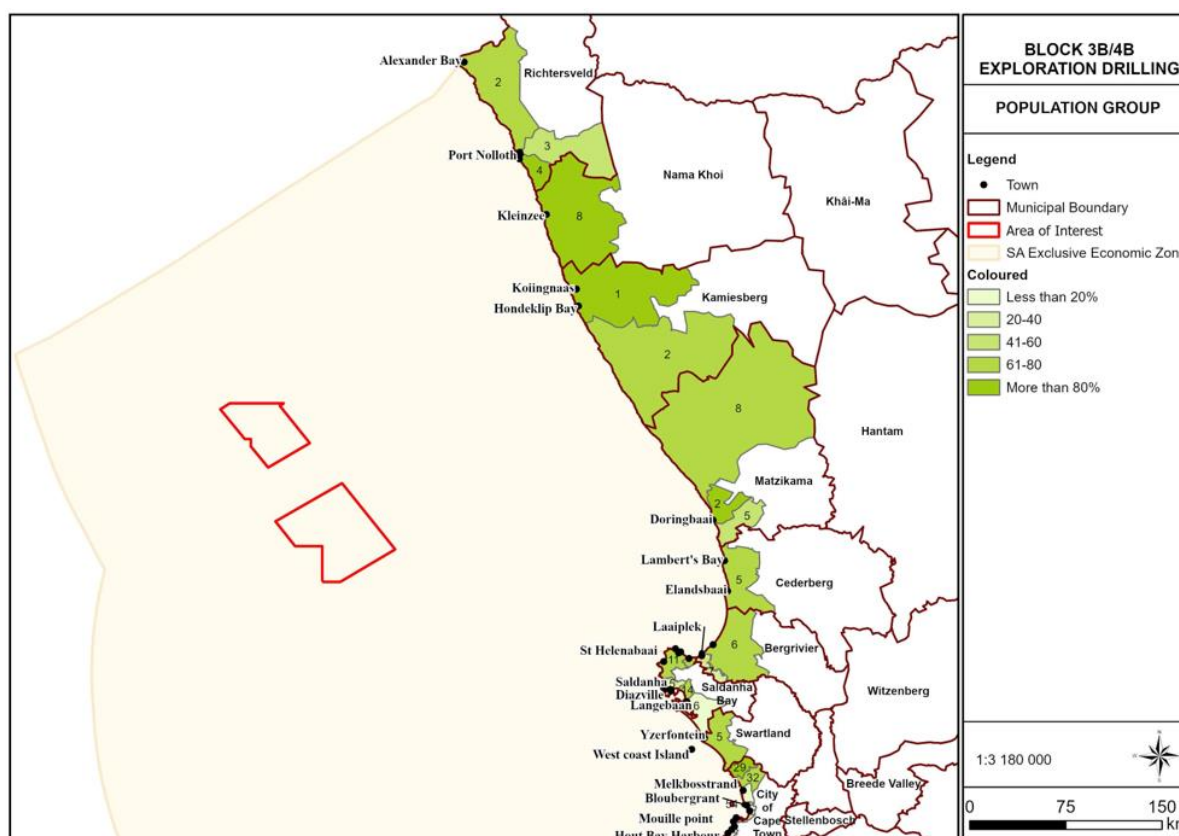 BLOCK 3B/4B
EXPLORATION DRILLING
POPULATION GROUP
Legend
Town
Municipal Boundary
Area of Interest
SA Exclusive Economic Zon
Coloured
Less than 20%
20-40
41-60
61-80
More than 80%
1:3 180 000
0 75 150
km
Alexander Bay
Richtersveld
2
3
Port Nolloth
4
Nama Khoi
Khâi-Ma
Kleinzee
8
Koiingnaas
1
Kamiesberg
Hondeklip Bay
2
8
Hantam
Matzikama
2
5
Doringbaai
Lambert's Bay
5
Cederberg
Elandsbaai
Laaiplek
6
Bergrivier
St Helenabaai
11
Witzenberg
Saldanha
Diazville
Saldanha
Bay
Langebaan
6
Yzerfontein
5
Swartland
West coast Island
29
32
Melkbosstrand
Breede Valley
Bloubergrant
City
of
Cape
Town
Stellenbosch
Mouille point
Hout Bay Harbour